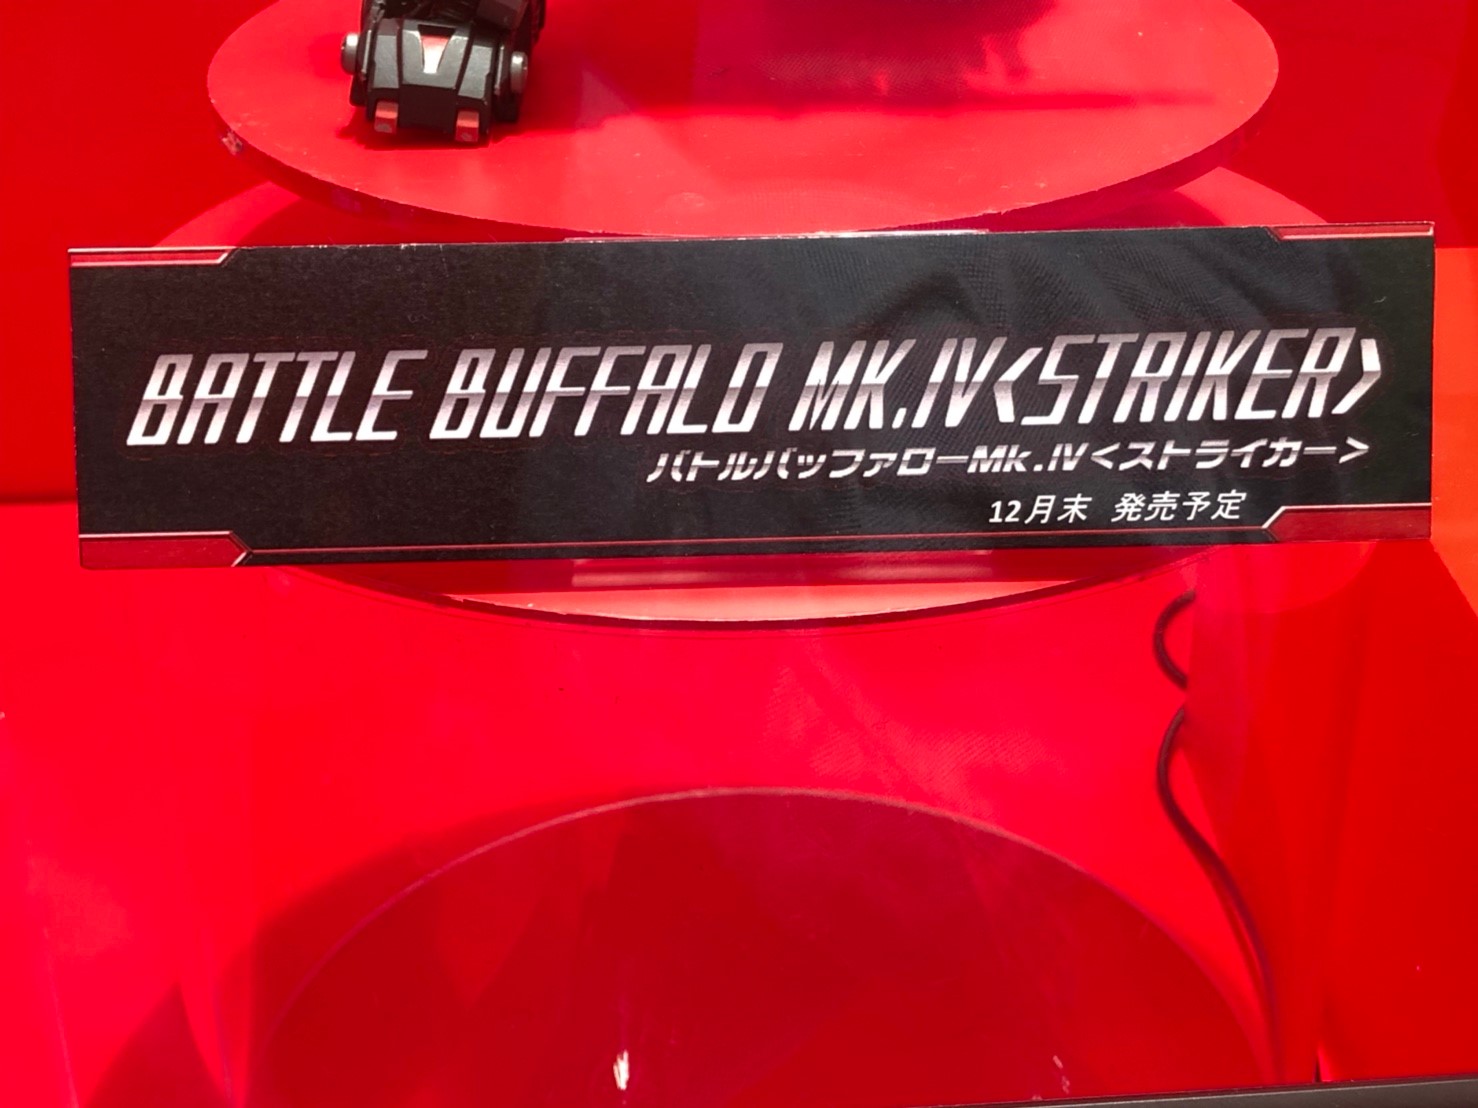 BATTLE BUFFALO MK.IV<STRIKER>
バトルバッファローMk.IV＜ストライカー＞
12月末 発売予定